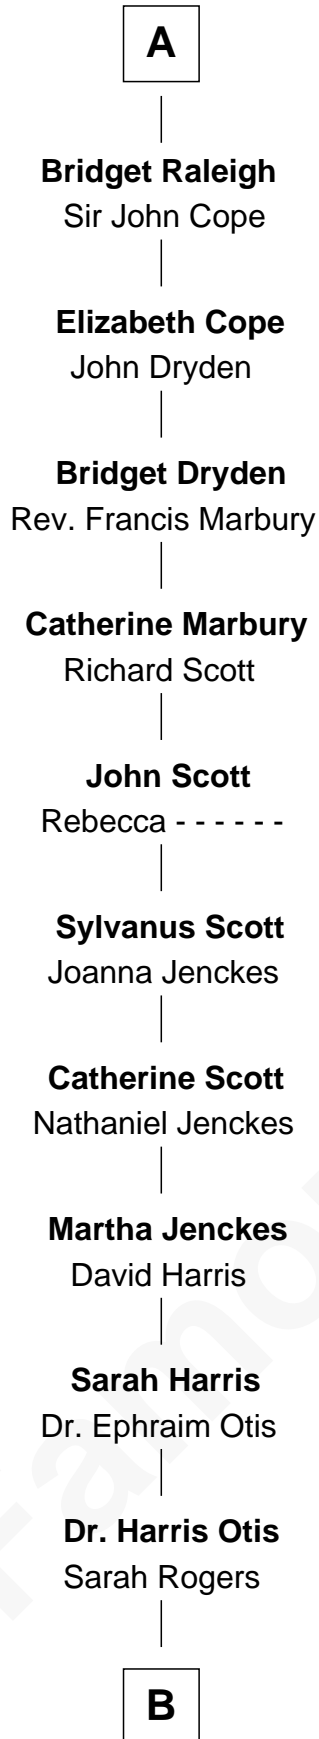 A
Bridget Raleigh
Sir John Cope
Elizabeth Cope
John Dryden
Bridget Dryden
Rev. Francis Marbury
Catherine Marbury
Richard Scott
John Scott
Rebecca - - - - - -
Sylvanus Scott
Joanna Jenckes
Catherine Scott
Nathaniel Jenckes
Martha Jenckes
David Harris
Sarah Harris
Dr. Ephraim Otis
Dr. Harris Otis
Sarah Rogers
B